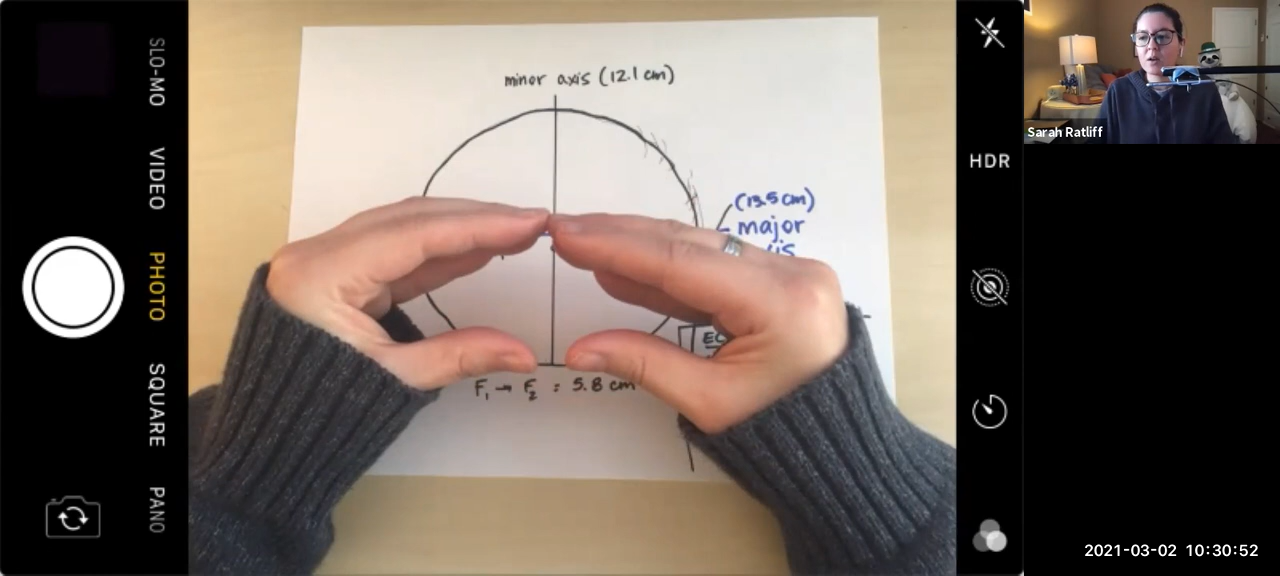 SLO-MO
VIDEO
PHOTO
SQUARE
PANO
minor axis (12.1 cm)
(13.5 cm)
major
F₁ → F₂ = 5.8 cm
HDR
Sarah Ratliff
2021-03-02 10:30:52